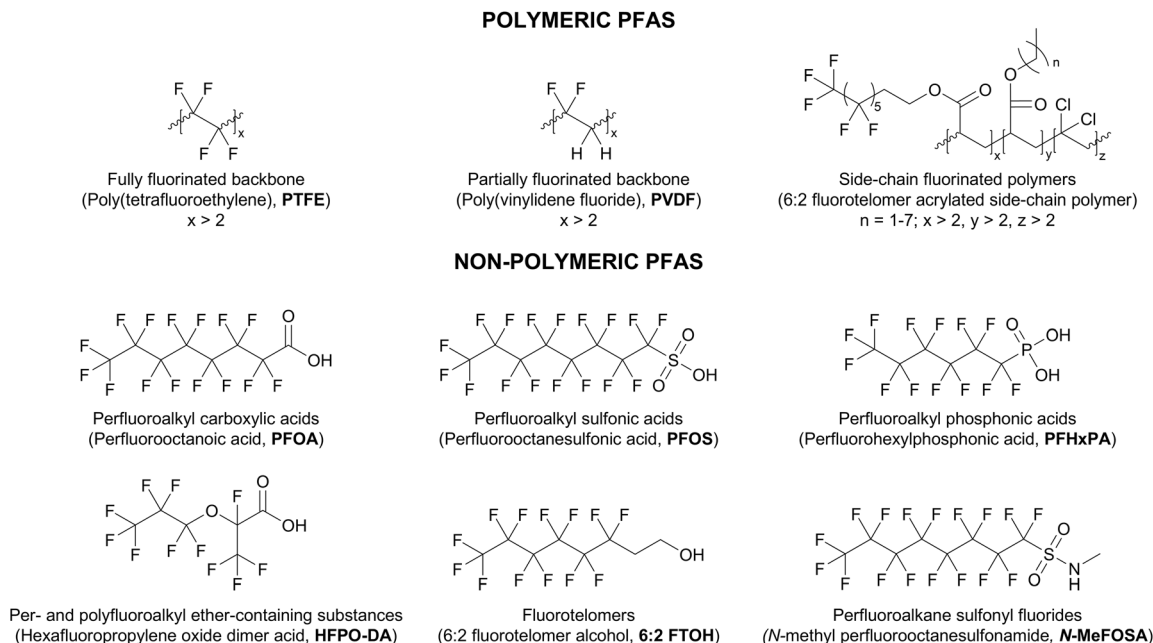 POLYMERIC PFAS
Fully fluorinated backbone
(Poly(tetrafluoroethylene), PTFE)
x > 2
Partially fluorinated backbone
(Poly(vinylidene fluoride), PVDF)
x > 2
Side-chain fluorinated polymers
(6:2 fluorotelomer acrylated side-chain polymer)
n = 1-7; x > 2, y > 2, z > 2
NON-POLYMERIC PFAS
Perfluoroalkyl carboxylic acids
(Perfluorooctanoic acid, PFOA)
Perfluoroalkyl sulfonic acids
(Perfluorooctanesulfonic acid, PFOS)
Perfluoroalkyl phosphonic acids
(Perfluorohexylphosphonic acid, PFHxPA)
Per- and polyfluoroalkyl ether-containing substances
(Hexafluoropropylene oxide dimer acid, HFPO-DA)
Fluorotelomers
(6:2 fluorotelomer alcohol, 6:2 FTOH)
Perfluoroalkane sulfonyl fluorides
(N-methyl perfluorooctanesulfonamide, N-MeFOSA)